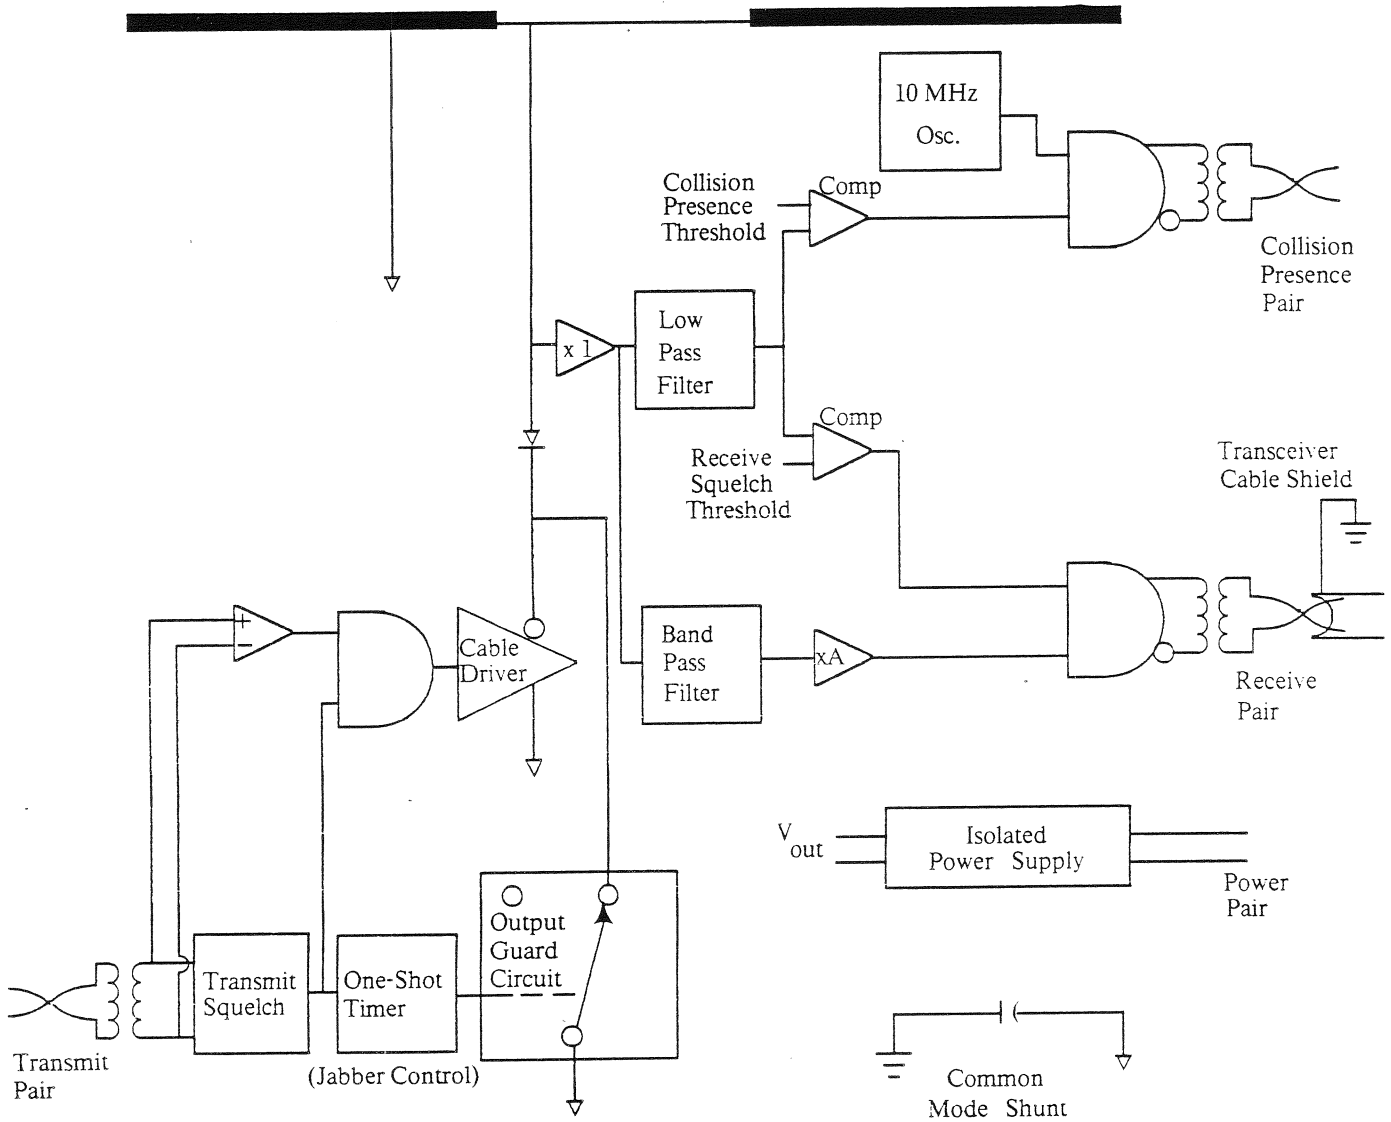 10 MHz
Osc.
Collision
Presence
Threshold
Comp
Collision
Presence
Pair
x 1
Low
Pass
Filter
Comp
Receive
Squelch
Threshold
Transceiver
Cable Shield
+
−
Cable
Driver
Band
Pass
Filter
xA
Receive
Pair
V
out
Isolated
Power Supply
Power
Pair
Output
Guard
Circuit
Transmit
Squelch
One-Shot
Timer
(Jabber Control)
Transmit
Pair
Common
Mode Shunt